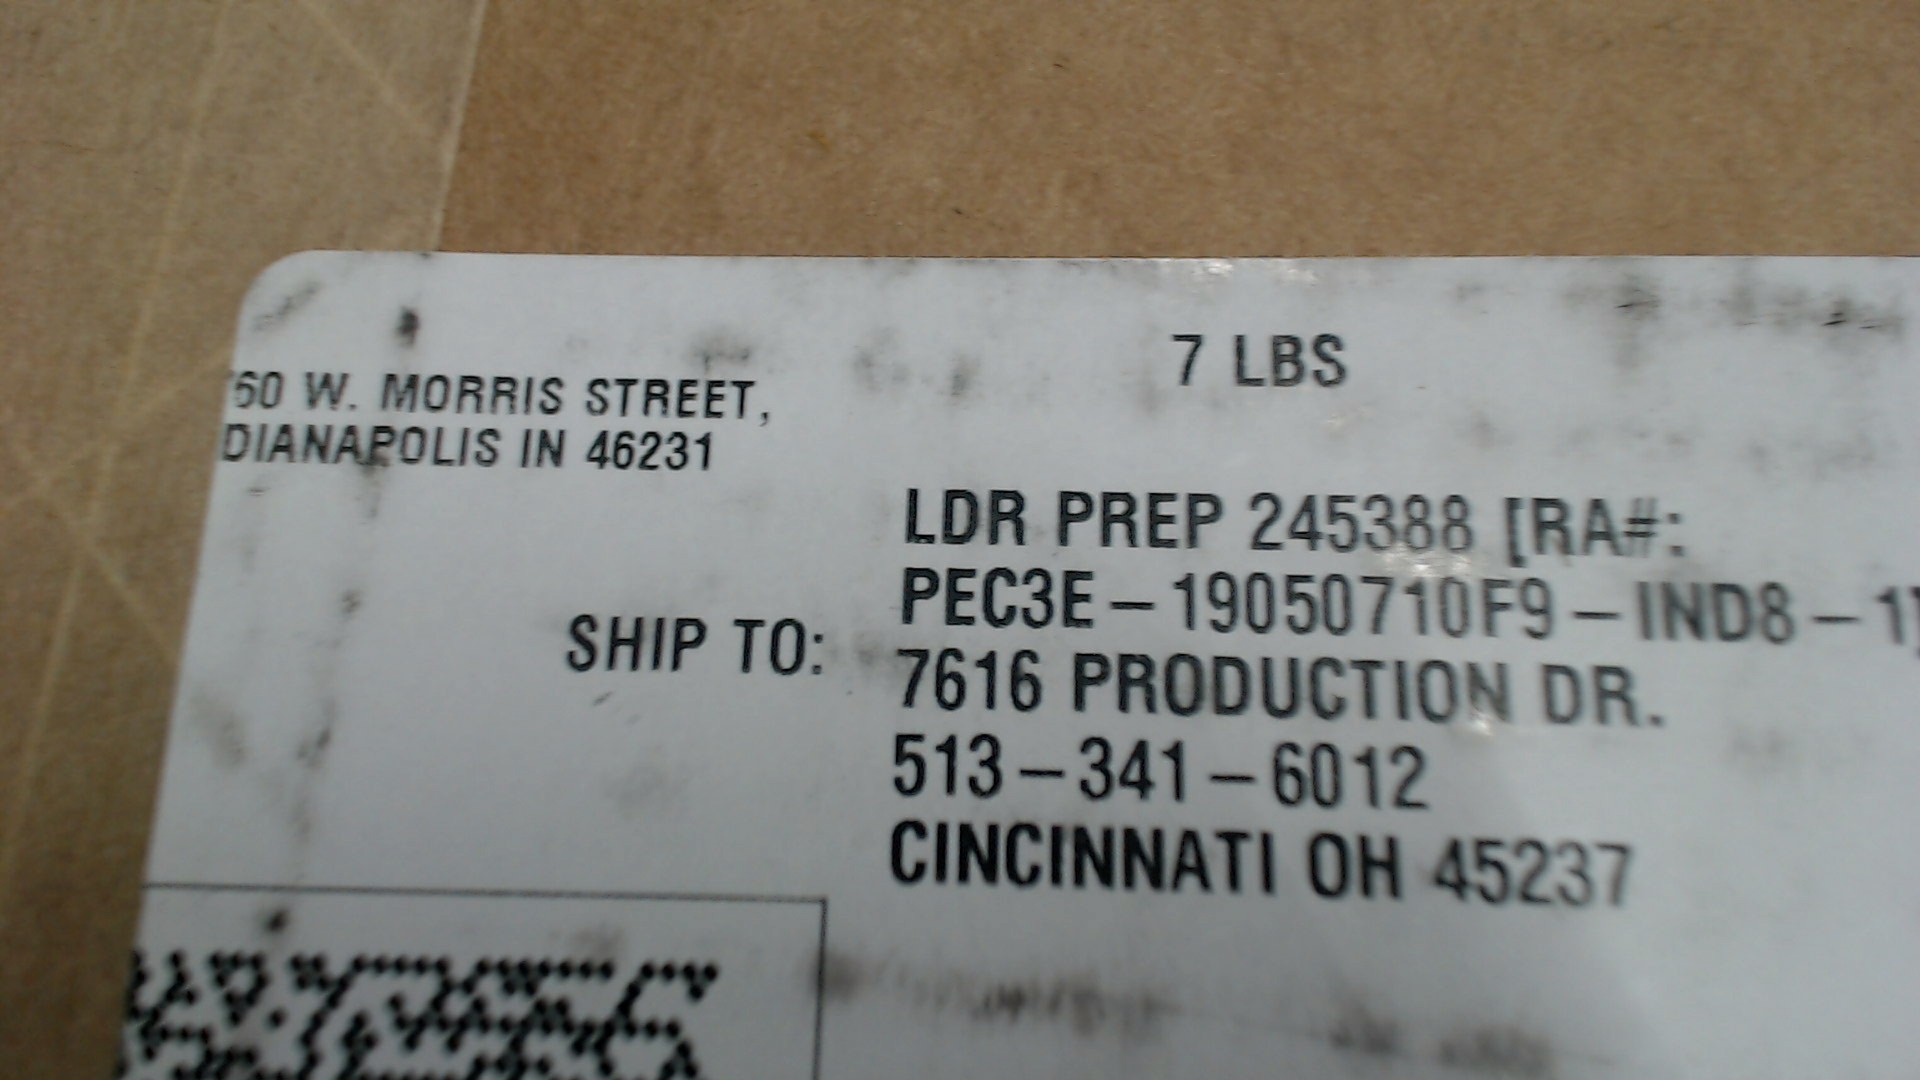 60 W. MORRIS STREET,
DIANAPOLIS IN 46231
7 LBS
LDR PREP 245388 [RA#:
PEC3E-19050710F9-IND8-1]
SHIP TO:
7616 PRODUCTION DR.
513-341-6012
CINCINNATI OH 45237